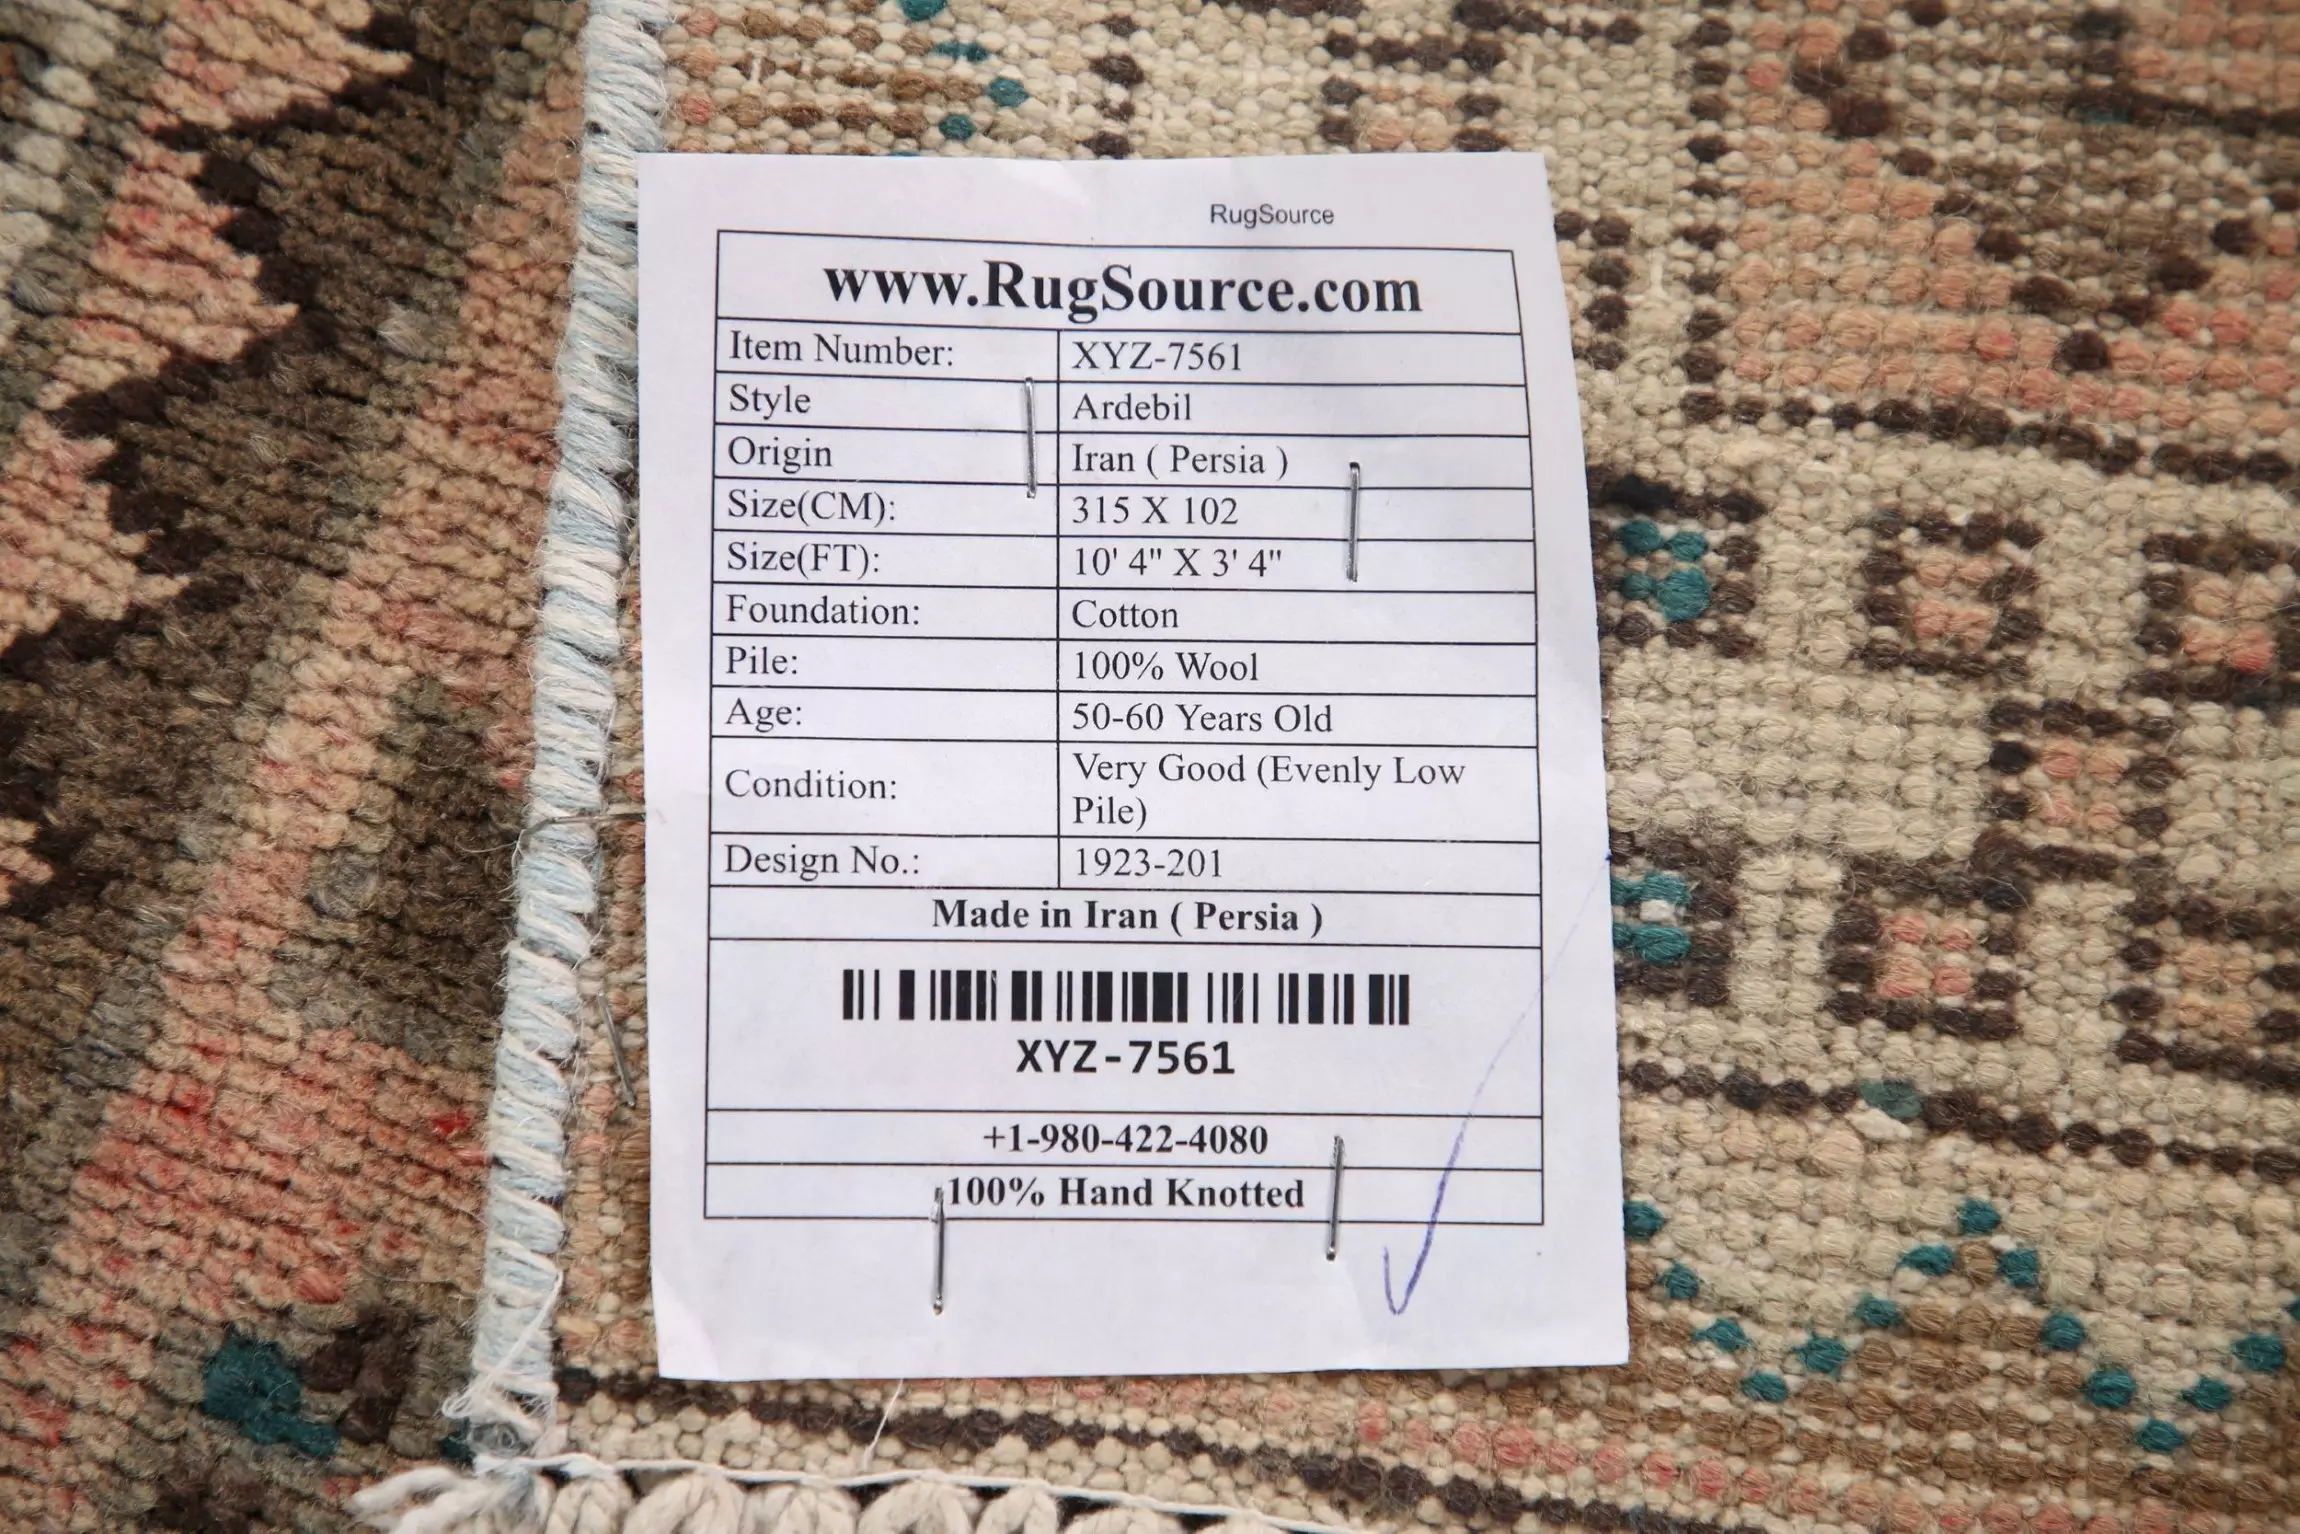 RugSource
www.RugSource.com
Item Number: XYZ-7561
Style Ardebil
Origin Iran ( Persia )
Size(CM): 315 X 102
Size(FT): 10' 4" X 3' 4"
Foundation: Cotton
Pile: 100% Wool
Age: 50-60 Years Old
Condition: Very Good (Evenly Low
Pile)
Design No.: 1923-201
Made in Iran ( Persia )
XYZ-7561
+1-980-422-4080
100% Hand Knotted